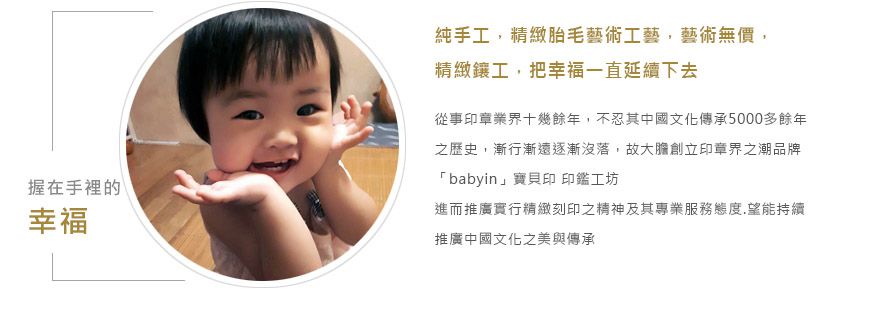 握在手裡的
幸福
純手工，精緻胎毛藝術工藝，藝術無價，
精緻鑲工，把幸福一直延續下去
從事印章業界十幾餘年，不忍其中國文化傳承5000多餘年
之歷史，漸行漸遠逐漸沒落，故大膽創立印章界之潮品牌
「babyin」寶貝印 印鑑工坊
進而推廣實行精緻刻印之精神及其專業服務態度.望能持續
推廣中國文化之美與傳承